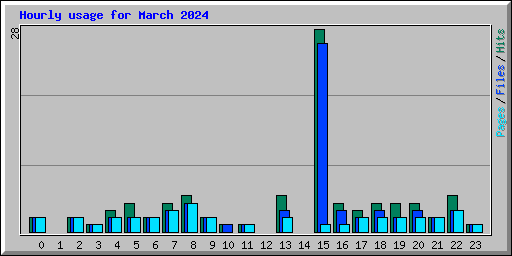 Hourly usage for March 2024
28
Pages/Files/Hits
0 1 2 3 4 5 6 7 8 9 10 11 12 13 14 15 16 17 18 19 20 21 22 23